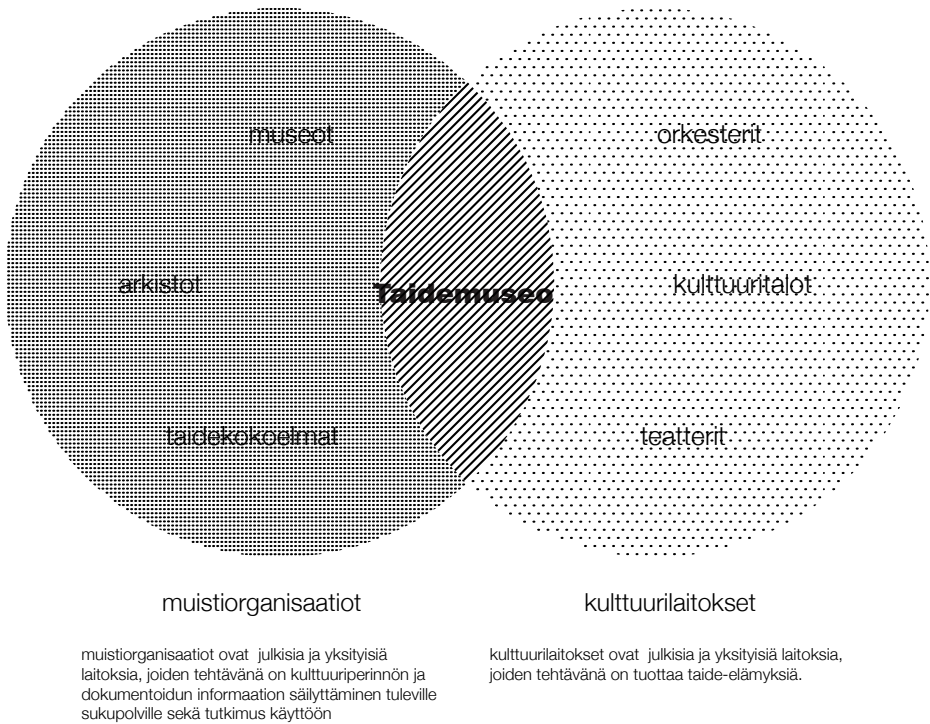 museot
orkesterit
arkistot
Taidemuseo
kulttuuritalot
taidekokoelmat
teatterit
muistiorganisaatiot
kulttuurilaitokset
muistiorganisaatiot ovat julkisia ja yksityisiä
laitoksia, joiden tehtävänä on kulttuuriperinnön ja
dokumentoidun informaation säilyttäminen tuleville
sukupolville sekä tutkimus käyttöön
kulttuurilaitokset ovat julkisia ja yksityisiä laitoksia,
joiden tehtävänä on tuottaa taide-elämyksiä.